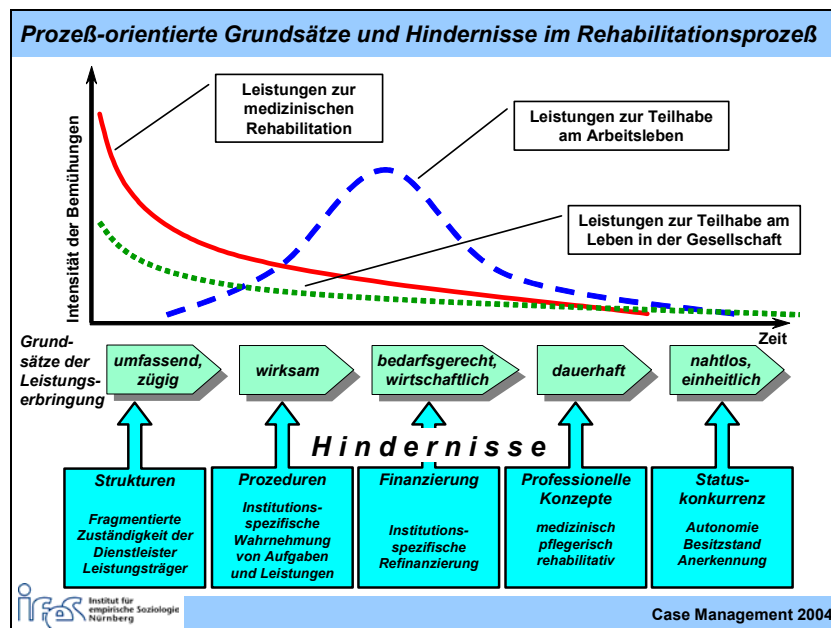 Prozeß-orientierte Grundsätze und Hindernisse im Rehabilitationsprozeß
Intensität der Bemühungen
Leistungen zur
medizinischen
Rehabilitation
Leistungen zur Teilhabe
am Arbeitsleben
Leistungen zur Teilhabe am
Leben in der Gesellschaft
Zeit
Grund-
sätze der
Leistungs-
erbringung
umfassend,
zügig
wirksam
bedarfsgerecht,
wirtschaftlich
dauerhaft
nahtlos,
einheitlich
Hindernisse
Strukturen
Fragmentierte
Zuständigkeit der
Dienstleister
Leistungsträger
Prozeduren
Institutions-
spezifische
Wahrnehmung
von Aufgaben
und Leistungen
Finanzierung
Institutions-
spezifische
Refinanzierung
Professionelle
Konzepte
medizinisch
pflegerisch
rehabilitativ
Status-
konkurrenz
Autonomie
Besitzstand
Anerkennung
ifes
Institut für
empirische Soziologie
Nürnberg
Case Management 2004